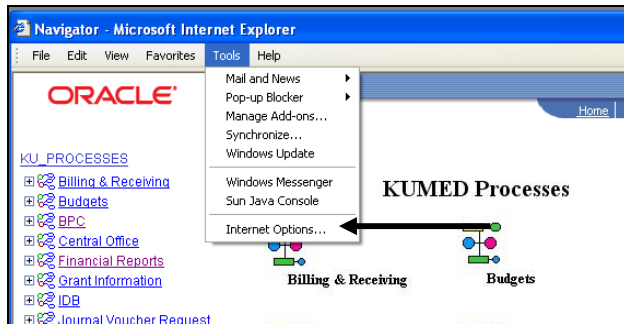 Navigator - Microsoft Internet Explorer
File Edit View Favorites Tools Help
ORACLE
Home
Mail and News
Pop-up Blocker
Manage Add-ons...
Synchronize...
Windows Update
Windows Messenger
Sun Java Console
Internet Options...
KU_PROCESSES
Billing & Receiving
Budgets
BPC
Central Office
Financial Reports
Grant Information
IDB
Journal Voucher Request
KUMED Processes
Billing & Receiving
Budgets